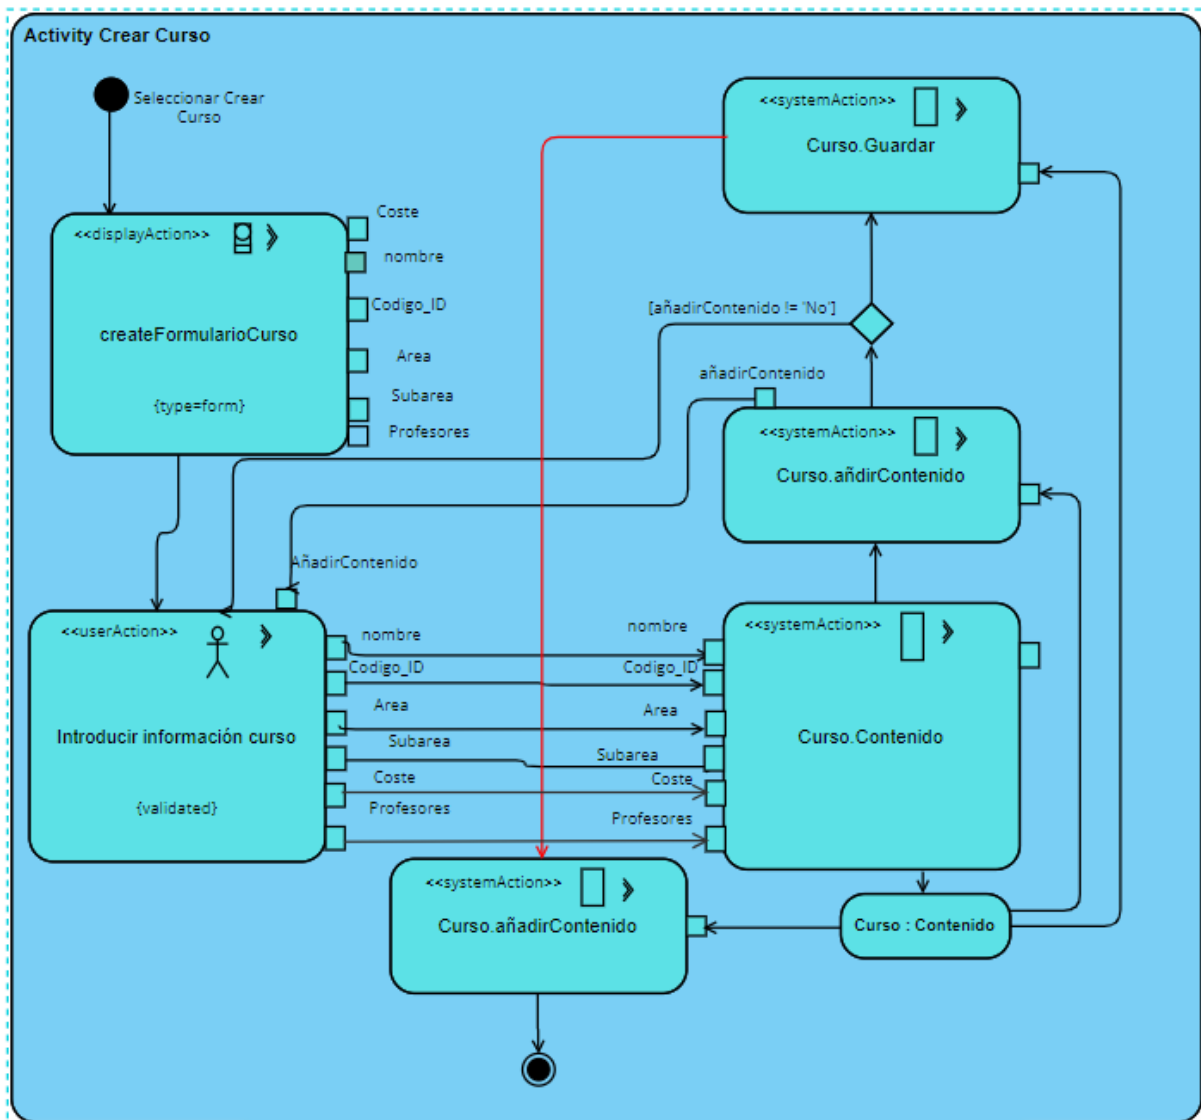 Activity Crear Curso
Seleccionar Crear
Curso
<<systemAction>>
Curso.Guardar
<<displayAction>>
createFormularioCurso
{type=form}
Coste
nombre
Codigo_ID
Area
Subarea
Profesores
[añadirContenido != 'No']
añadirContenido
<<systemAction>>
Curso.añdirContenido
AñadirContenido
<<userAction>>
Introducir información curso
{validated}
nombre
Codigo_ID
Area
Subarea
Coste
Profesores
nombre
Codigo_ID
Area
Subarea
Coste
Profesores
<<systemAction>>
Curso.Contenido
<<systemAction>>
Curso.añadirContenido
Curso : Contenido